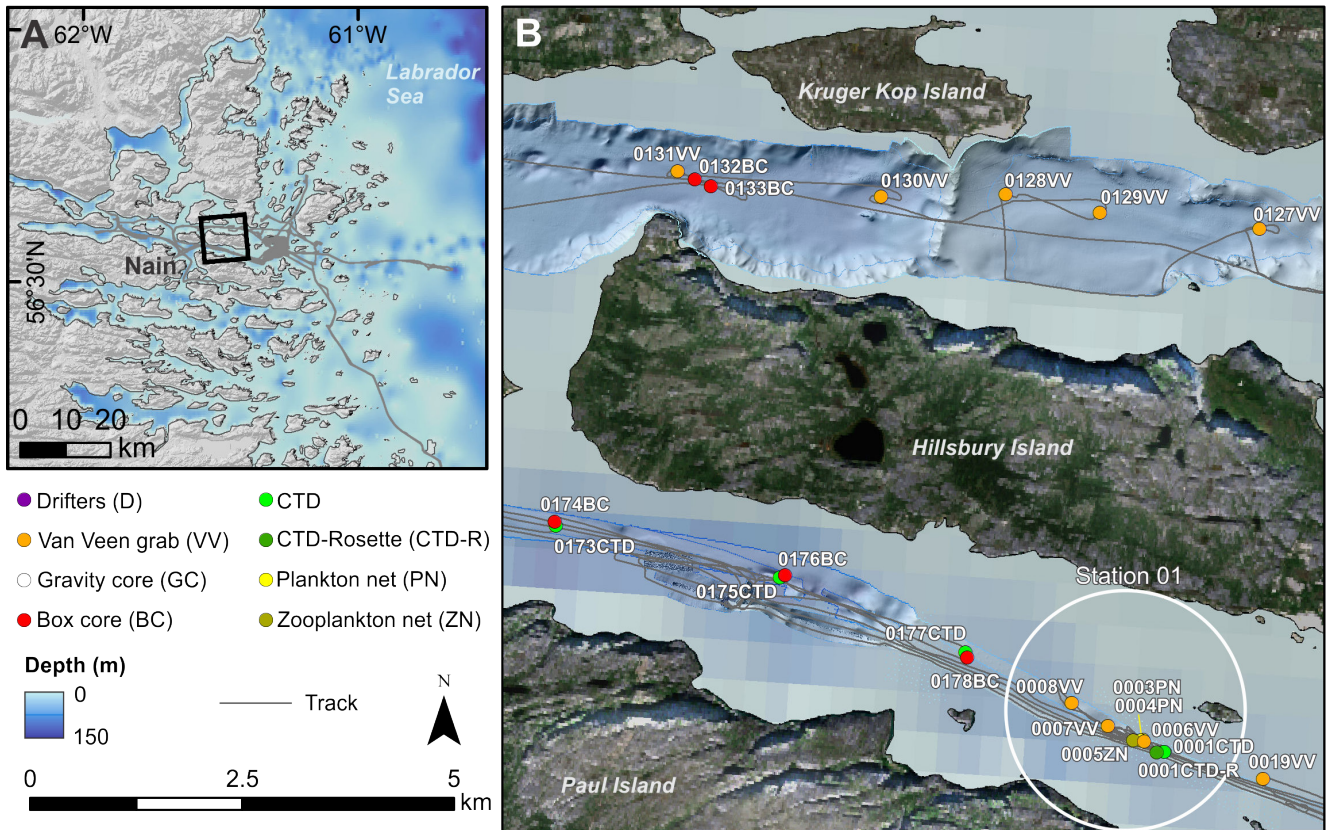 A
62°W
61°W
Labrador
Sea
Nain
56°30'N
0 10 20
km
B
Kruger Kop Island
0131VV
0132BC
0133BC
0130VV
0128VV
0129VV
0127VV
Hillsbury Island
0174BC
0173CTD
0176BC
0175CTD
Station 01
0177CTD
0178BC
0008VV
0003PN
0004PN
0007VV
0006VV
0005ZN
0001CTD
0001CTD-R
0019VV
Paul Island
Drifters (D)
CTD
Van Veen grab (VV)
CTD-Rosette (CTD-R)
Gravity core (GC)
Plankton net (PN)
Box core (BC)
Zooplankton net (ZN)
Depth (m)
0
150
Track
N
0 2.5 5
km